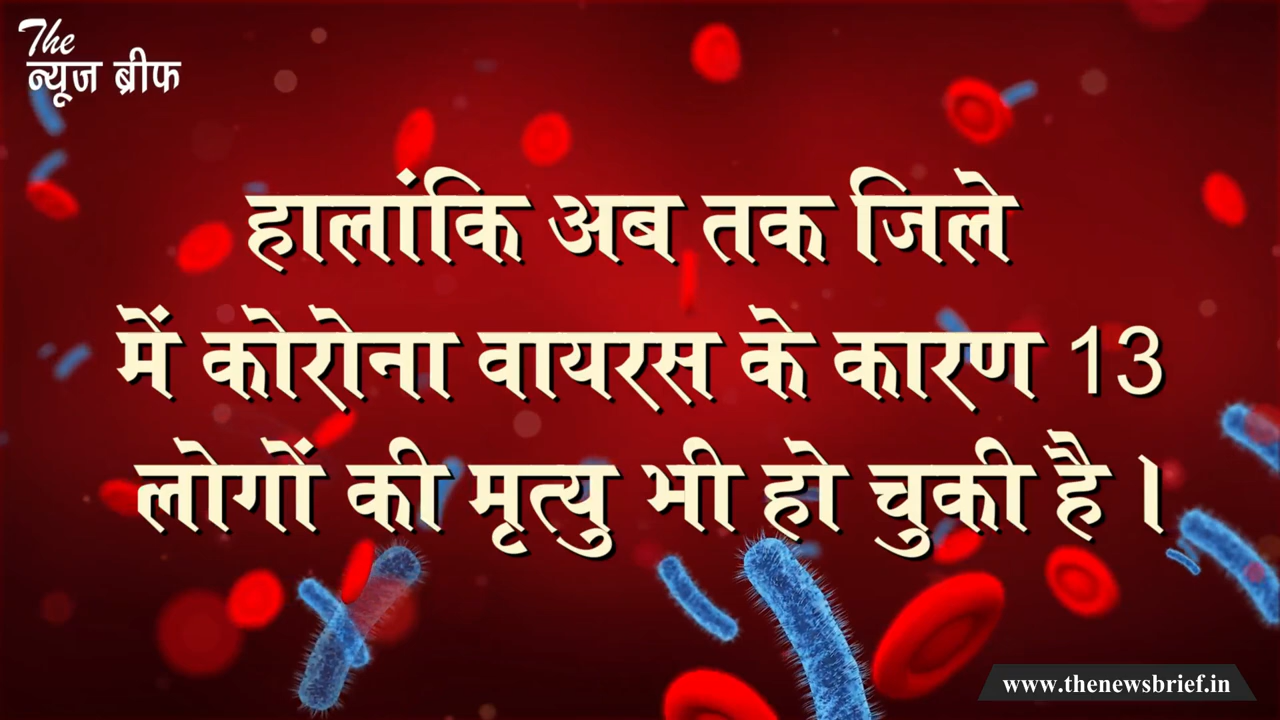 The
न्यूज ब्रीफ
हालांकि अब तक जिले
में कोरोना वायरस के कारण 13
लोगों की मृत्यु भी हो चुकी है ।
www.thenewsbrief.in